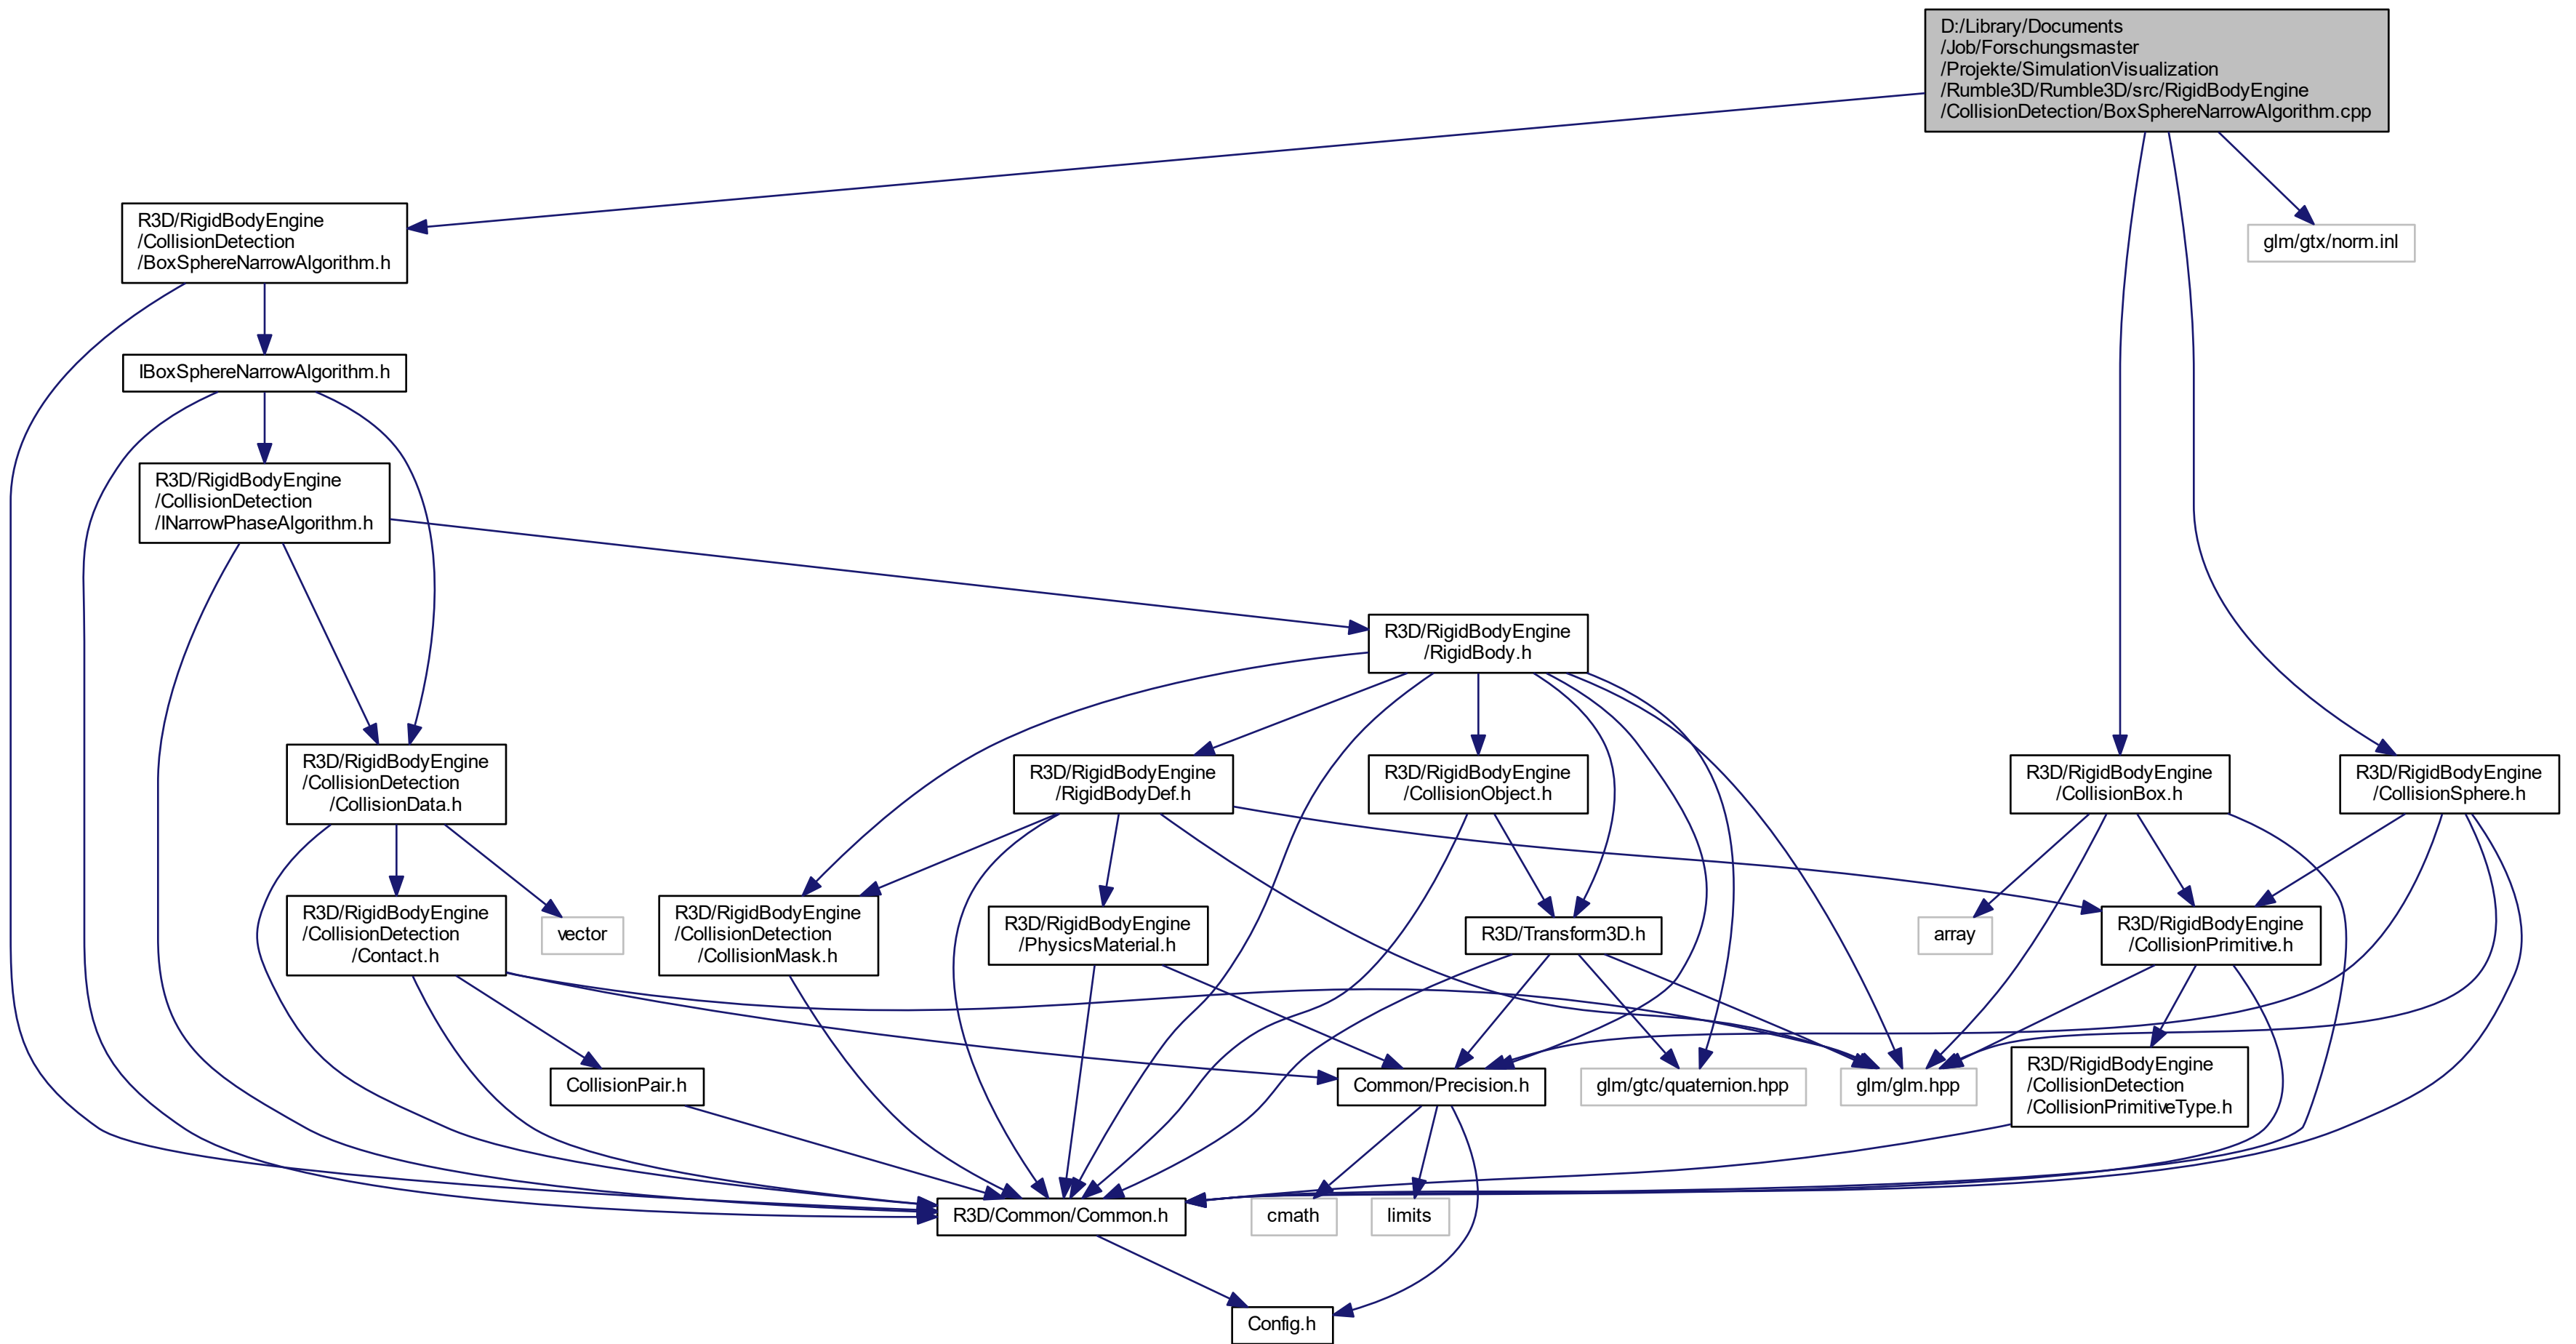 D:/Library/Documents
/Job/Forschungsmaster
/Projekte/SimulationVisualization
/Rumble3D/Rumble3D/src/RigidBodyEngine
/CollisionDetection/BoxSphereNarrowAlgorithm.cpp
R3D/RigidBodyEngine
/CollisionDetection
/BoxSphereNarrowAlgorithm.h
glm/gtx/norm.inl
IBoxSphereNarrowAlgorithm.h
R3D/RigidBodyEngine
/CollisionDetection
/INarrowPhaseAlgorithm.h
R3D/RigidBodyEngine
/RigidBody.h
R3D/RigidBodyEngine
/CollisionDetection
/CollisionData.h
R3D/RigidBodyEngine
/RigidBodyDef.h
R3D/RigidBodyEngine
/CollisionObject.h
R3D/RigidBodyEngine
/CollisionBox.h
R3D/RigidBodyEngine
/CollisionSphere.h
R3D/RigidBodyEngine
/CollisionDetection
/Contact.h
vector
R3D/RigidBodyEngine
/CollisionDetection
/CollisionMask.h
R3D/RigidBodyEngine
/PhysicsMaterial.h
R3D/Transform3D.h
array
R3D/RigidBodyEngine
/CollisionPrimitive.h
CollisionPair.h
Common/Precision.h
glm/gtc/quaternion.hpp
glm/glm.hpp
R3D/RigidBodyEngine
/CollisionDetection
/CollisionPrimitiveType.h
R3D/Common/Common.h
cmath
limits
Config.h